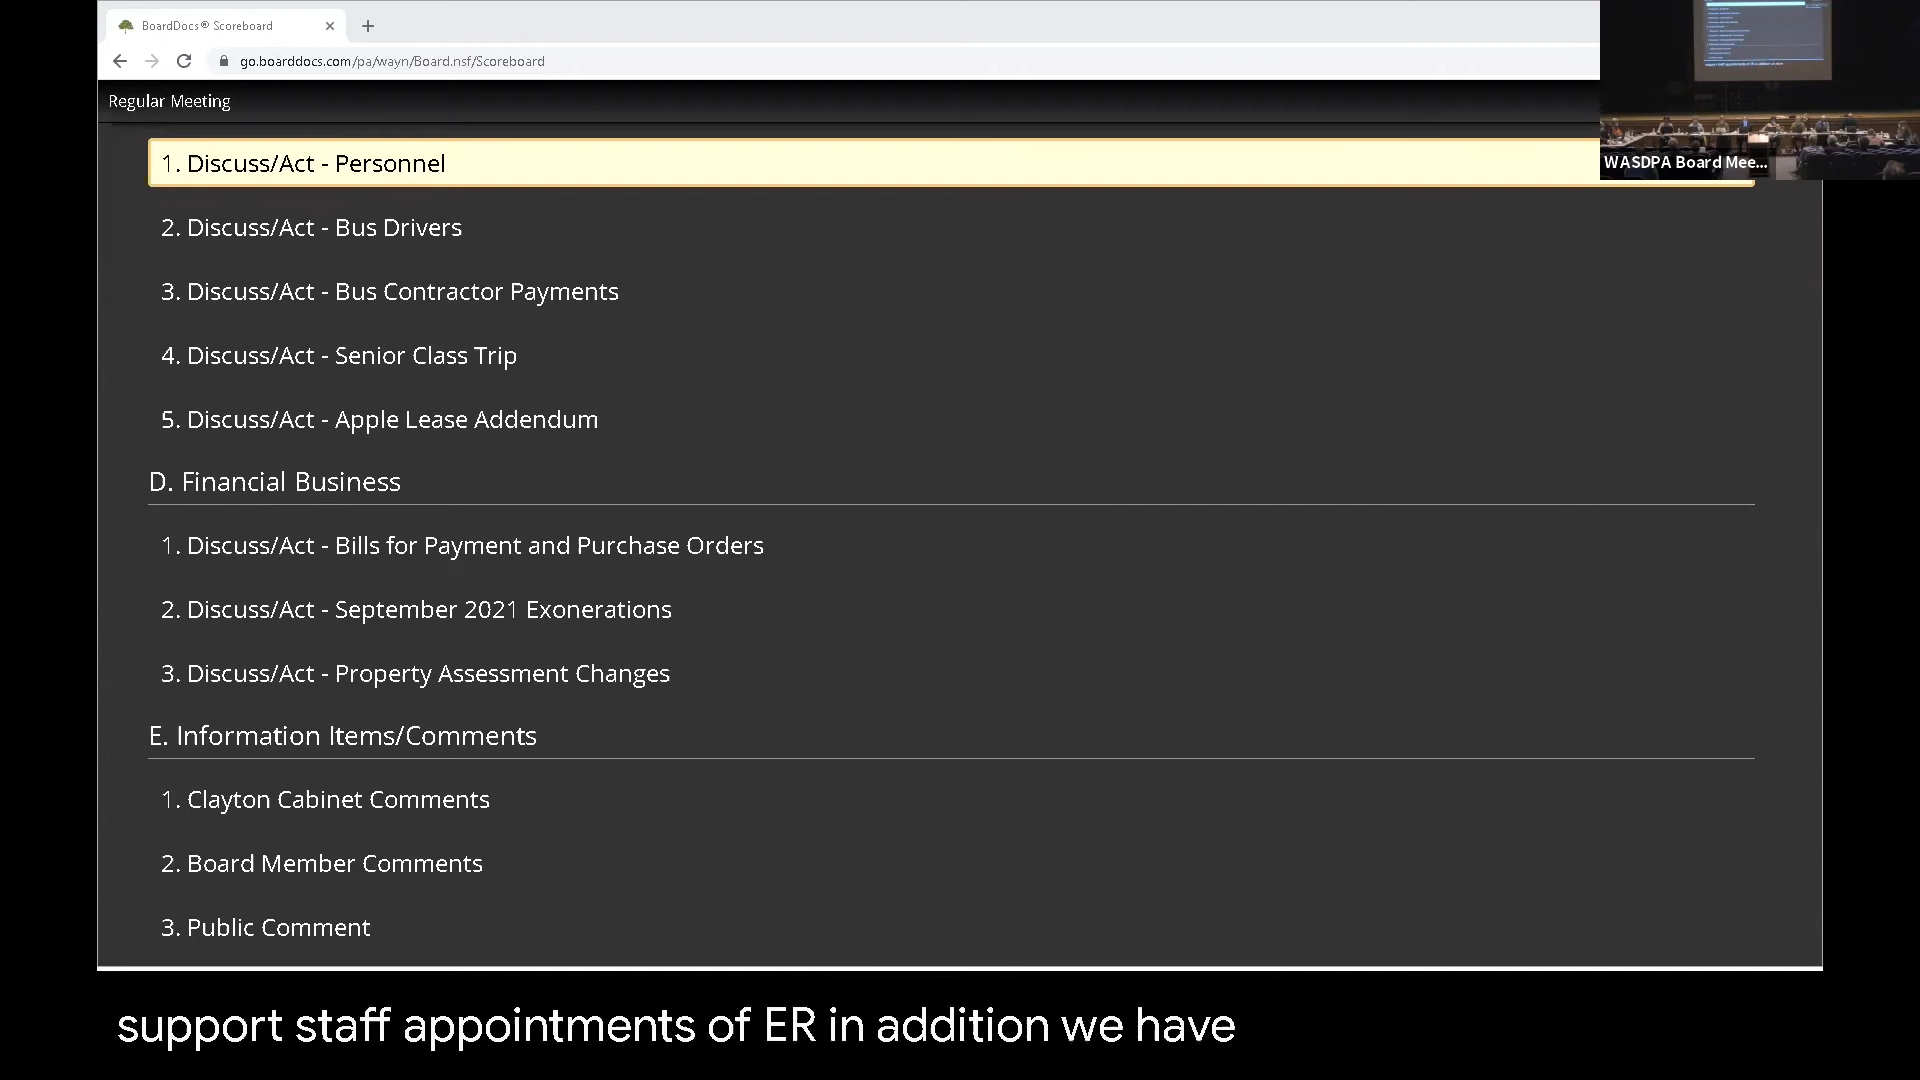 BoardDocs® Scoreboard
go.boarddocs.com/pa/wayn/Board.nsf/Scoreboard
Regular Meeting
1. Discuss/Act - Personnel
WASDPA Board Mee...
2. Discuss/Act - Bus Drivers
3. Discuss/Act - Bus Contractor Payments
4. Discuss/Act - Senior Class Trip
5. Discuss/Act - Apple Lease Addendum
D. Financial Business
1. Discuss/Act - Bills for Payment and Purchase Orders
2. Discuss/Act - September 2021 Exonerations
3. Discuss/Act - Property Assessment Changes
E. Information Items/Comments
1. Clayton Cabinet Comments
2. Board Member Comments
3. Public Comment
support staff appointments of ER in addition we have